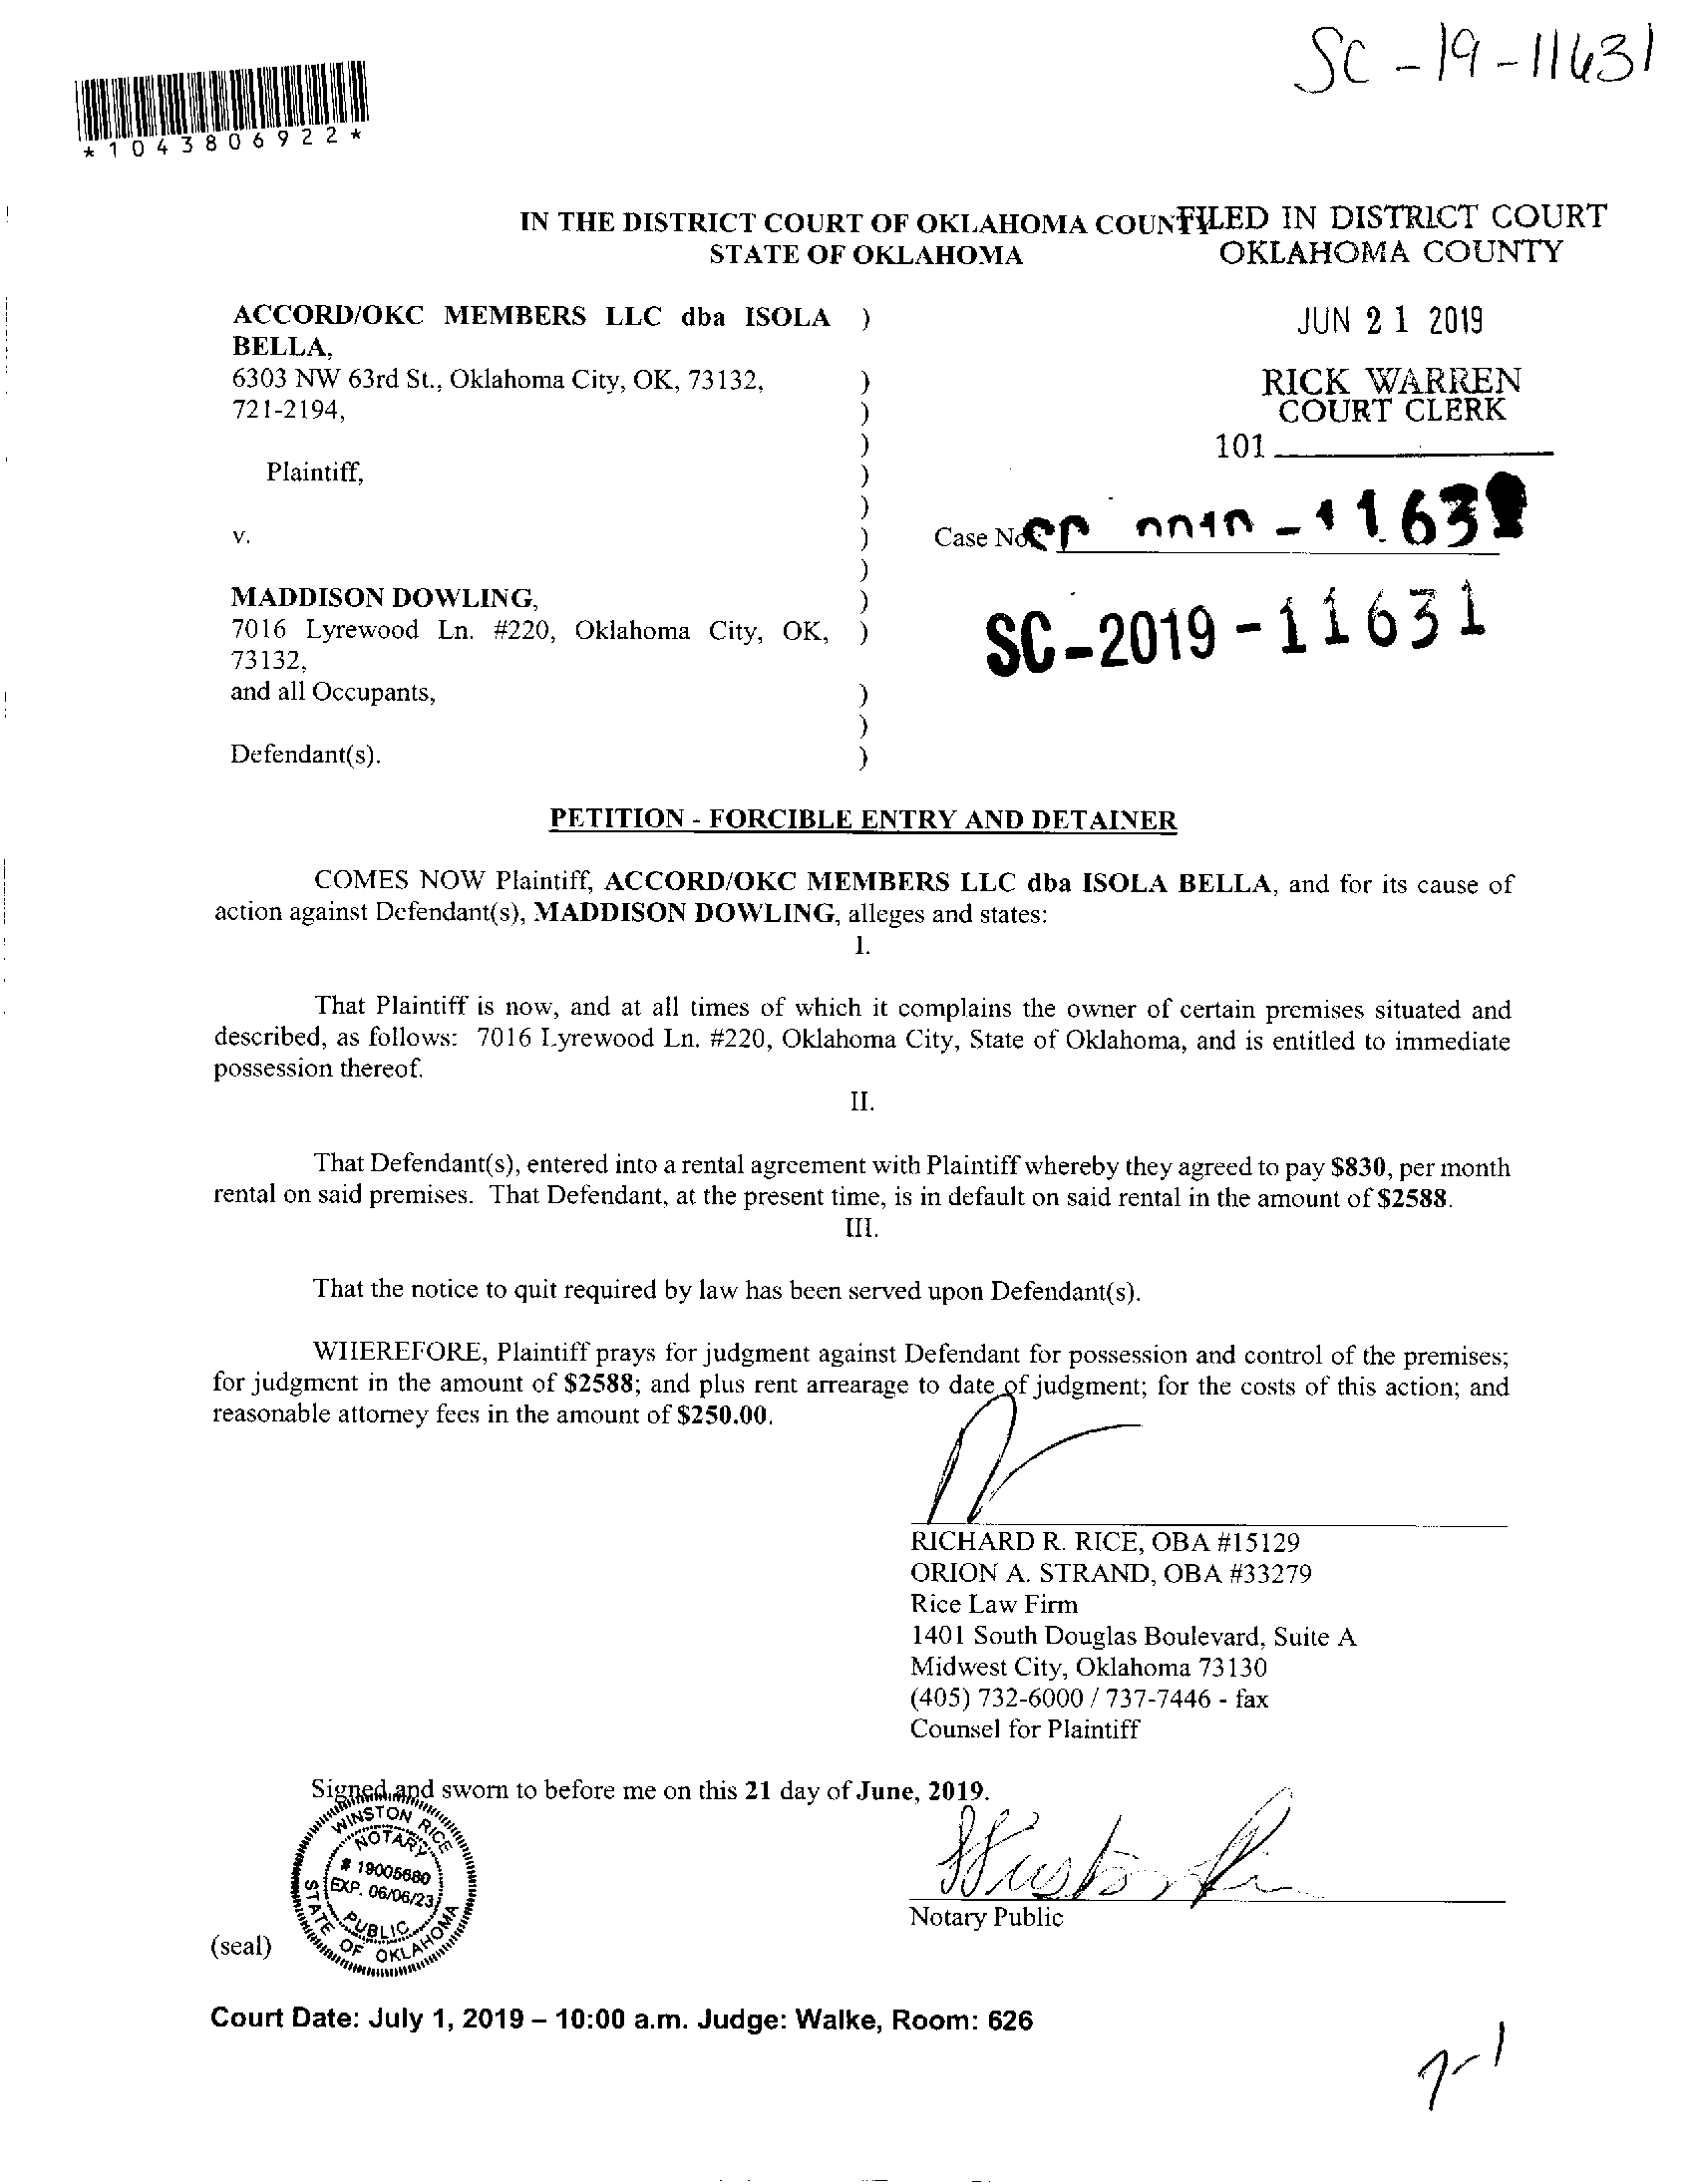 SC-19-11631
*1043806922*
IN THE DISTRICT COURT OF OKLAHOMA COUNTY
STATE OF OKLAHOMA
FILED IN DISTRICT COURT
OKLAHOMA COUNTY
JUN 21 2019
RICK WARREN
COURT CLERK
101
ACCORD/OKC MEMBERS LLC dba ISOLA )
BELLA,
6303 NW 63rd St., Oklahoma City, OK, 73132, )
721-2194, )
)
Plaintiff, )
)
v. )
)
MADDISON DOWLING, )
7016 Lyrewood Ln. #220, Oklahoma City, OK, )
73132,
and all Occupants, )
)
Defendant(s). )
Case No.
SC-2019-11631
PETITION - FORCIBLE ENTRY AND DETAINER
COMES NOW Plaintiff, ACCORD/OKC MEMBERS LLC dba ISOLA BELLA, and for its cause of
action against Defendant(s), MADDISON DOWLING, alleges and states:
I.
That Plaintiff is now, and at all times of which it complains the owner of certain premises situated and
described, as follows: 7016 Lyrewood Ln. #220, Oklahoma City, State of Oklahoma, and is entitled to immediate
possession thereof.
II.
That Defendant(s), entered into a rental agreement with Plaintiff whereby they agreed to pay $830, per month
rental on said premises. That Defendant, at the present time, is in default on said rental in the amount of $2588.
III.
That the notice to quit required by law has been served upon Defendant(s).
WHEREFORE, Plaintiff prays for judgment against Defendant for possession and control of the premises;
for judgment in the amount of $2588; and plus rent arrearage to date of judgment; for the costs of this action; and
reasonable attorney fees in the amount of $250.00.
RICHARD R. RICE, OBA #15129
ORION A. STRAND, OBA #33279
Rice Law Firm
1401 South Douglas Boulevard, Suite A
Midwest City, Oklahoma 73130
(405) 732-6000 / 737-7446 - fax
Counsel for Plaintiff
Signed and sworn to before me on this 21 day of June, 2019.
WINSTON RICE
NOTARY
# 19005680
EXP. 06/06/23
PUBLIC
STATE OF OKLAHOMA
Notary Public
(seal)
Court Date: July 1, 2019 – 10:00 a.m. Judge: Walke, Room: 626
7-1